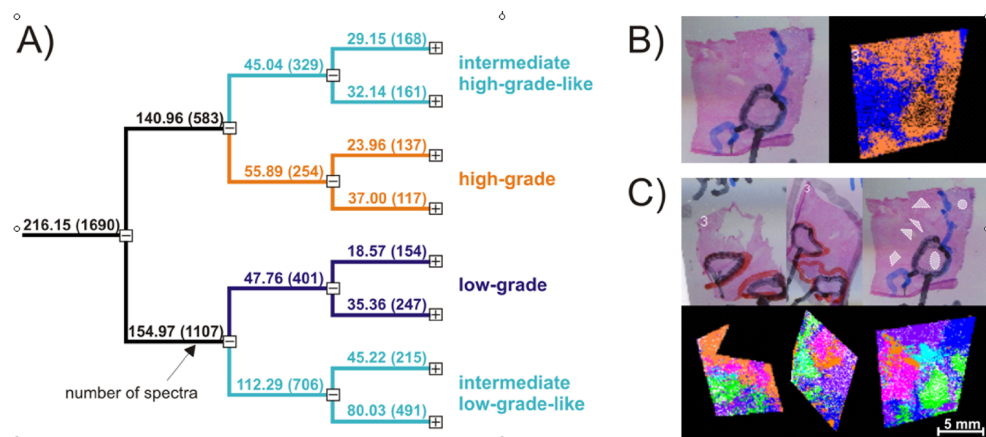 A)
29.15 (168)
45.04 (329)
intermediate
high-grade-like
32.14 (161)
140.96 (583)
23.96 (137)
55.89 (254)
high-grade
37.00 (117)
216.15 (1690)
18.57 (154)
47.76 (401)
low-grade
35.36 (247)
154.97 (1107)
45.22 (215)
number of spectra
112.29 (706)
intermediate
low-grade-like
80.03 (491)
B)
3
C)
3
3
5 mm